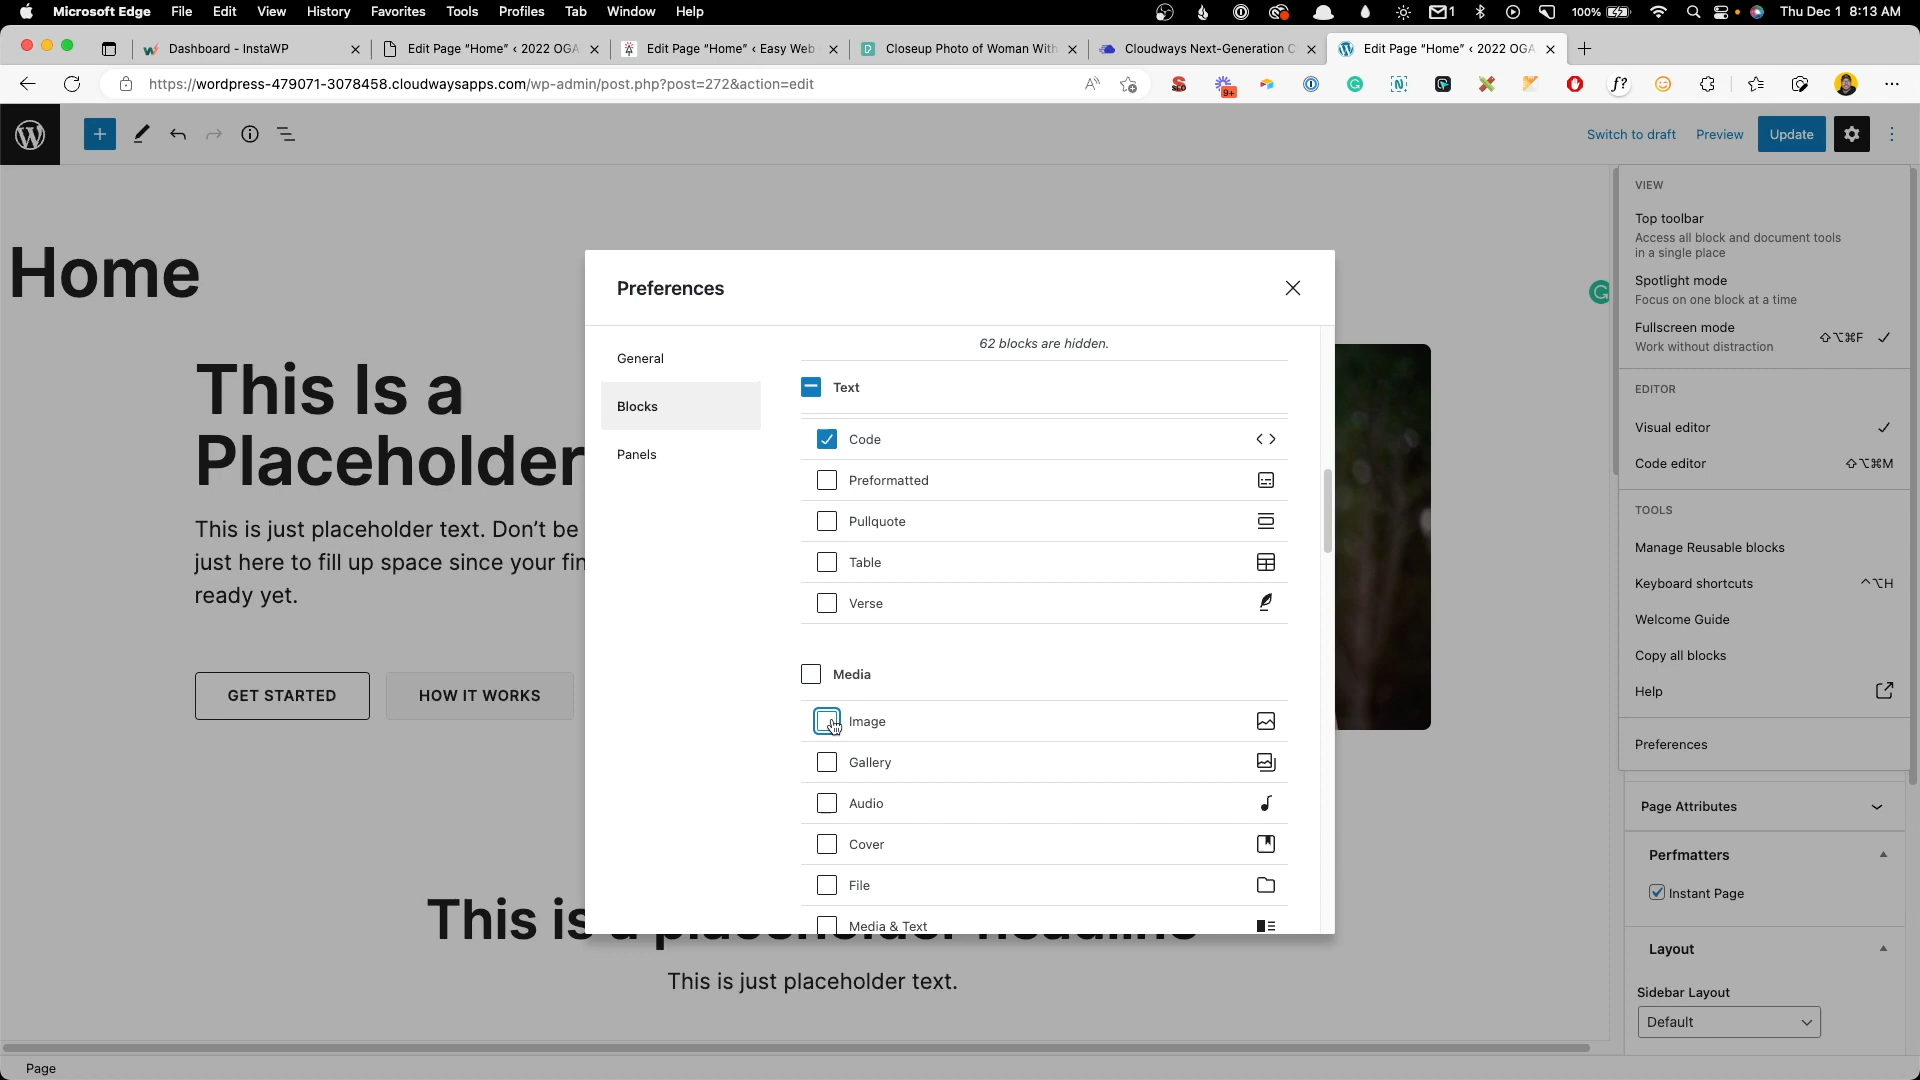 Microsoft Edge File Edit View History Favorites Tools Profiles Tab Window Help
1 100% Thu Dec 1 8:13 AM
Dashboard - InstaWP
Edit Page "Home" ‹ 2022 OGA
Edit Page "Home" ‹ Easy Web
Closeup Photo of Woman With
Cloudways Next-Generation C
Edit Page "Home" ‹ 2022 OGA
https://wordpress-479071-3078458.cloudwaysapps.com/wp-admin/post.php?post=272&action=edit
9+
Switch to draft Preview Update
Home
This Is a
Placeholder
This is just placeholder text. Don't be
just here to fill up space since your fin
ready yet.
GET STARTED HOW IT WORKS
This is a placeholder headline
This is just placeholder text.
Preferences
General
Blocks
Panels
62 blocks are hidden.
Text
Code
Preformatted
Pullquote
Table
Verse
Media
Image
Gallery
Audio
Cover
File
Media & Text
VIEW
Top toolbar
Access all block and document tools
in a single place
Spotlight mode
Focus on one block at a time
Fullscreen mode ⇧⌥⌘F
Work without distraction
EDITOR
Visual editor
Code editor ⇧⌥⌘M
TOOLS
Manage Reusable blocks
Keyboard shortcuts ⌃⌥H
Welcome Guide
Copy all blocks
Help
Preferences
Page Attributes
Perfmatters
Instant Page
Layout
Sidebar Layout
Default
Page